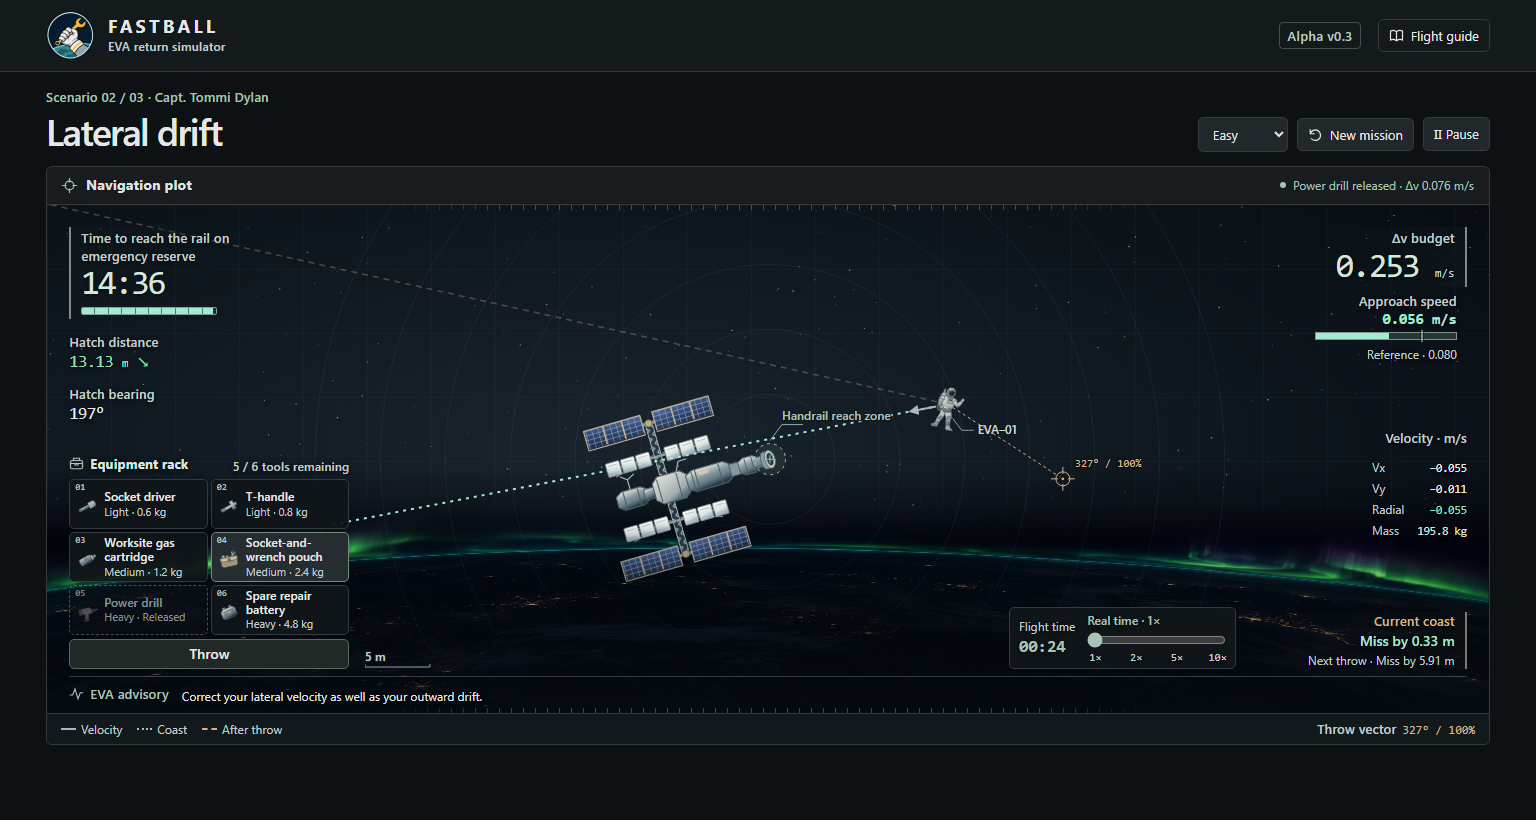 FASTBALL
EVA return simulator
Alpha v0.3
Flight guide
Scenario 02 / 03 · Capt. Tommi Dylan
Lateral drift
Easy
New mission
Pause
Navigation plot
Power drill released · Δv 0.076 m/s
Time to reach the rail on
emergency reserve
14:36
Hatch distance
13.13 m ↘
Hatch bearing
197°
Δv budget
0.253 m/s
Approach speed
0.056 m/s
Reference · 0.080
Handrail reach zone
EVA-01
327° / 100%
Velocity · m/s
Vx −0.055
Vy −0.011
Radial −0.055
Mass 195.8 kg
Equipment rack
5 / 6 tools remaining
01
Socket driver
Light · 0.6 kg
02
T-handle
Light · 0.8 kg
03
Worksite gas
cartridge
Medium · 1.2 kg
04
Socket-and-
wrench pouch
Medium · 2.4 kg
05
Power drill
Heavy · Released
06
Spare repair
battery
Heavy · 4.8 kg
Throw
5 m
Flight time
00:24
Real time · 1×
1× 2× 5× 10×
Current coast
Miss by 0.33 m
Next throw · Miss by 5.91 m
EVA advisory
Correct your lateral velocity as well as your outward drift.
Velocity
Coast
After throw
Throw vector 327° / 100%